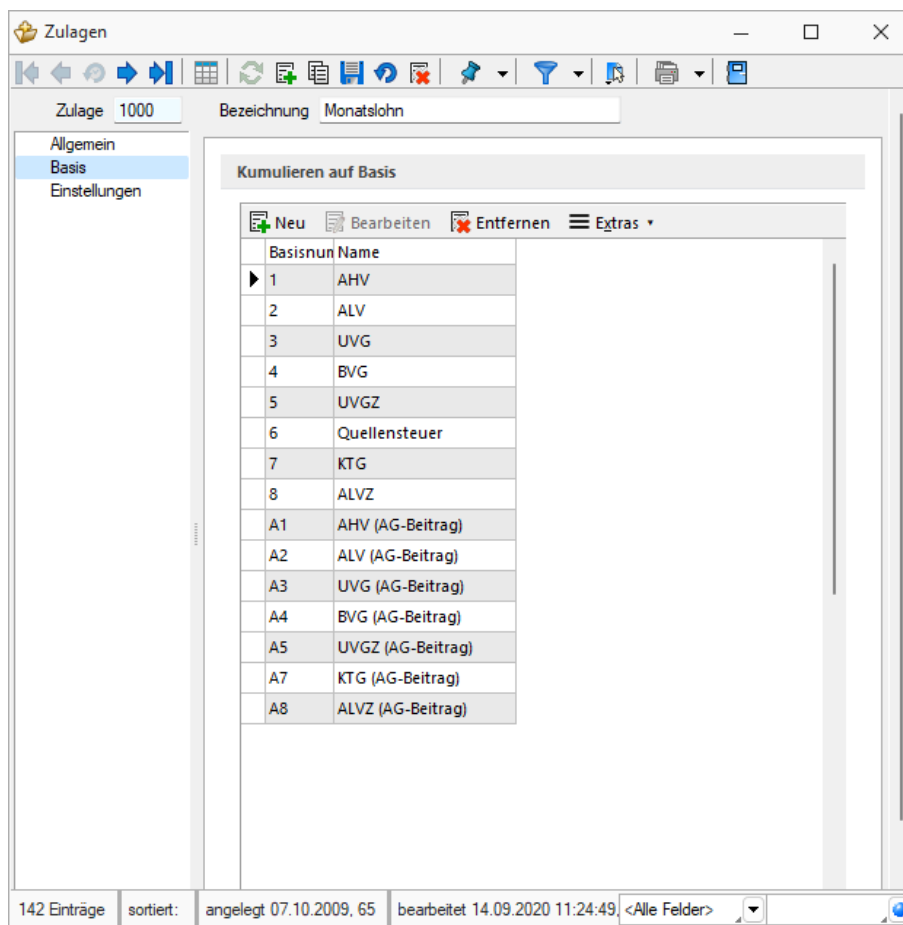 Zulagen
Zulage 1000 Bezeichnung Monatslohn
Allgemein
Basis
Einstellungen
Kumulieren auf Basis
Neu Bearbeiten Entfernen Extras
Basisnun Name
1 AHV
2 ALV
3 UVG
4 BVG
5 UVGZ
6 Quellensteuer
7 KTG
8 ALVZ
A1 AHV (AG-Beitrag)
A2 ALV (AG-Beitrag)
A3 UVG (AG-Beitrag)
A4 BVG (AG-Beitrag)
A5 UVGZ (AG-Beitrag)
A7 KTG (AG-Beitrag)
A8 ALVZ (AG-Beitrag)
142 Einträge sortiert: angelegt 07.10.2009, 65 bearbeitet 14.09.2020 11:24:49, <Alle Felder>